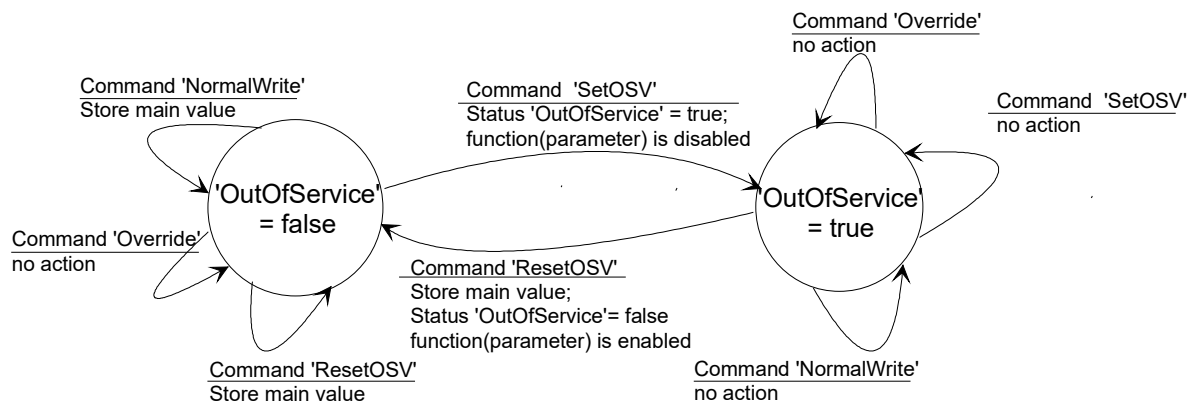 Command 'Override'
no action
Command 'NormalWrite'
Store main value
Command 'SetOSV'
Status 'OutOfService' = true;
function(parameter) is disabled
Command 'SetOSV'
no action
'OutOfService'
= false
'OutOfService'
= true
Command 'Override'
no action
Command 'ResetOSV'
Store main value;
Status 'OutOfService'= false
function(parameter) is enabled
Command 'ResetOSV'
Store main value
Command 'NormalWrite'
no action